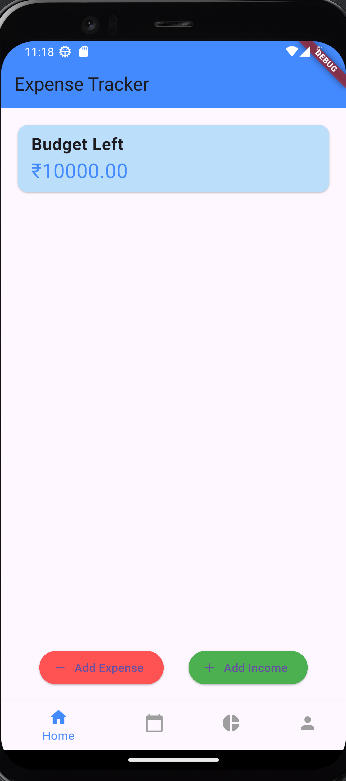 11:18
DEBUG
Expense Tracker
Budget Left
₹10000.00
Add Expense
Add Income
Home